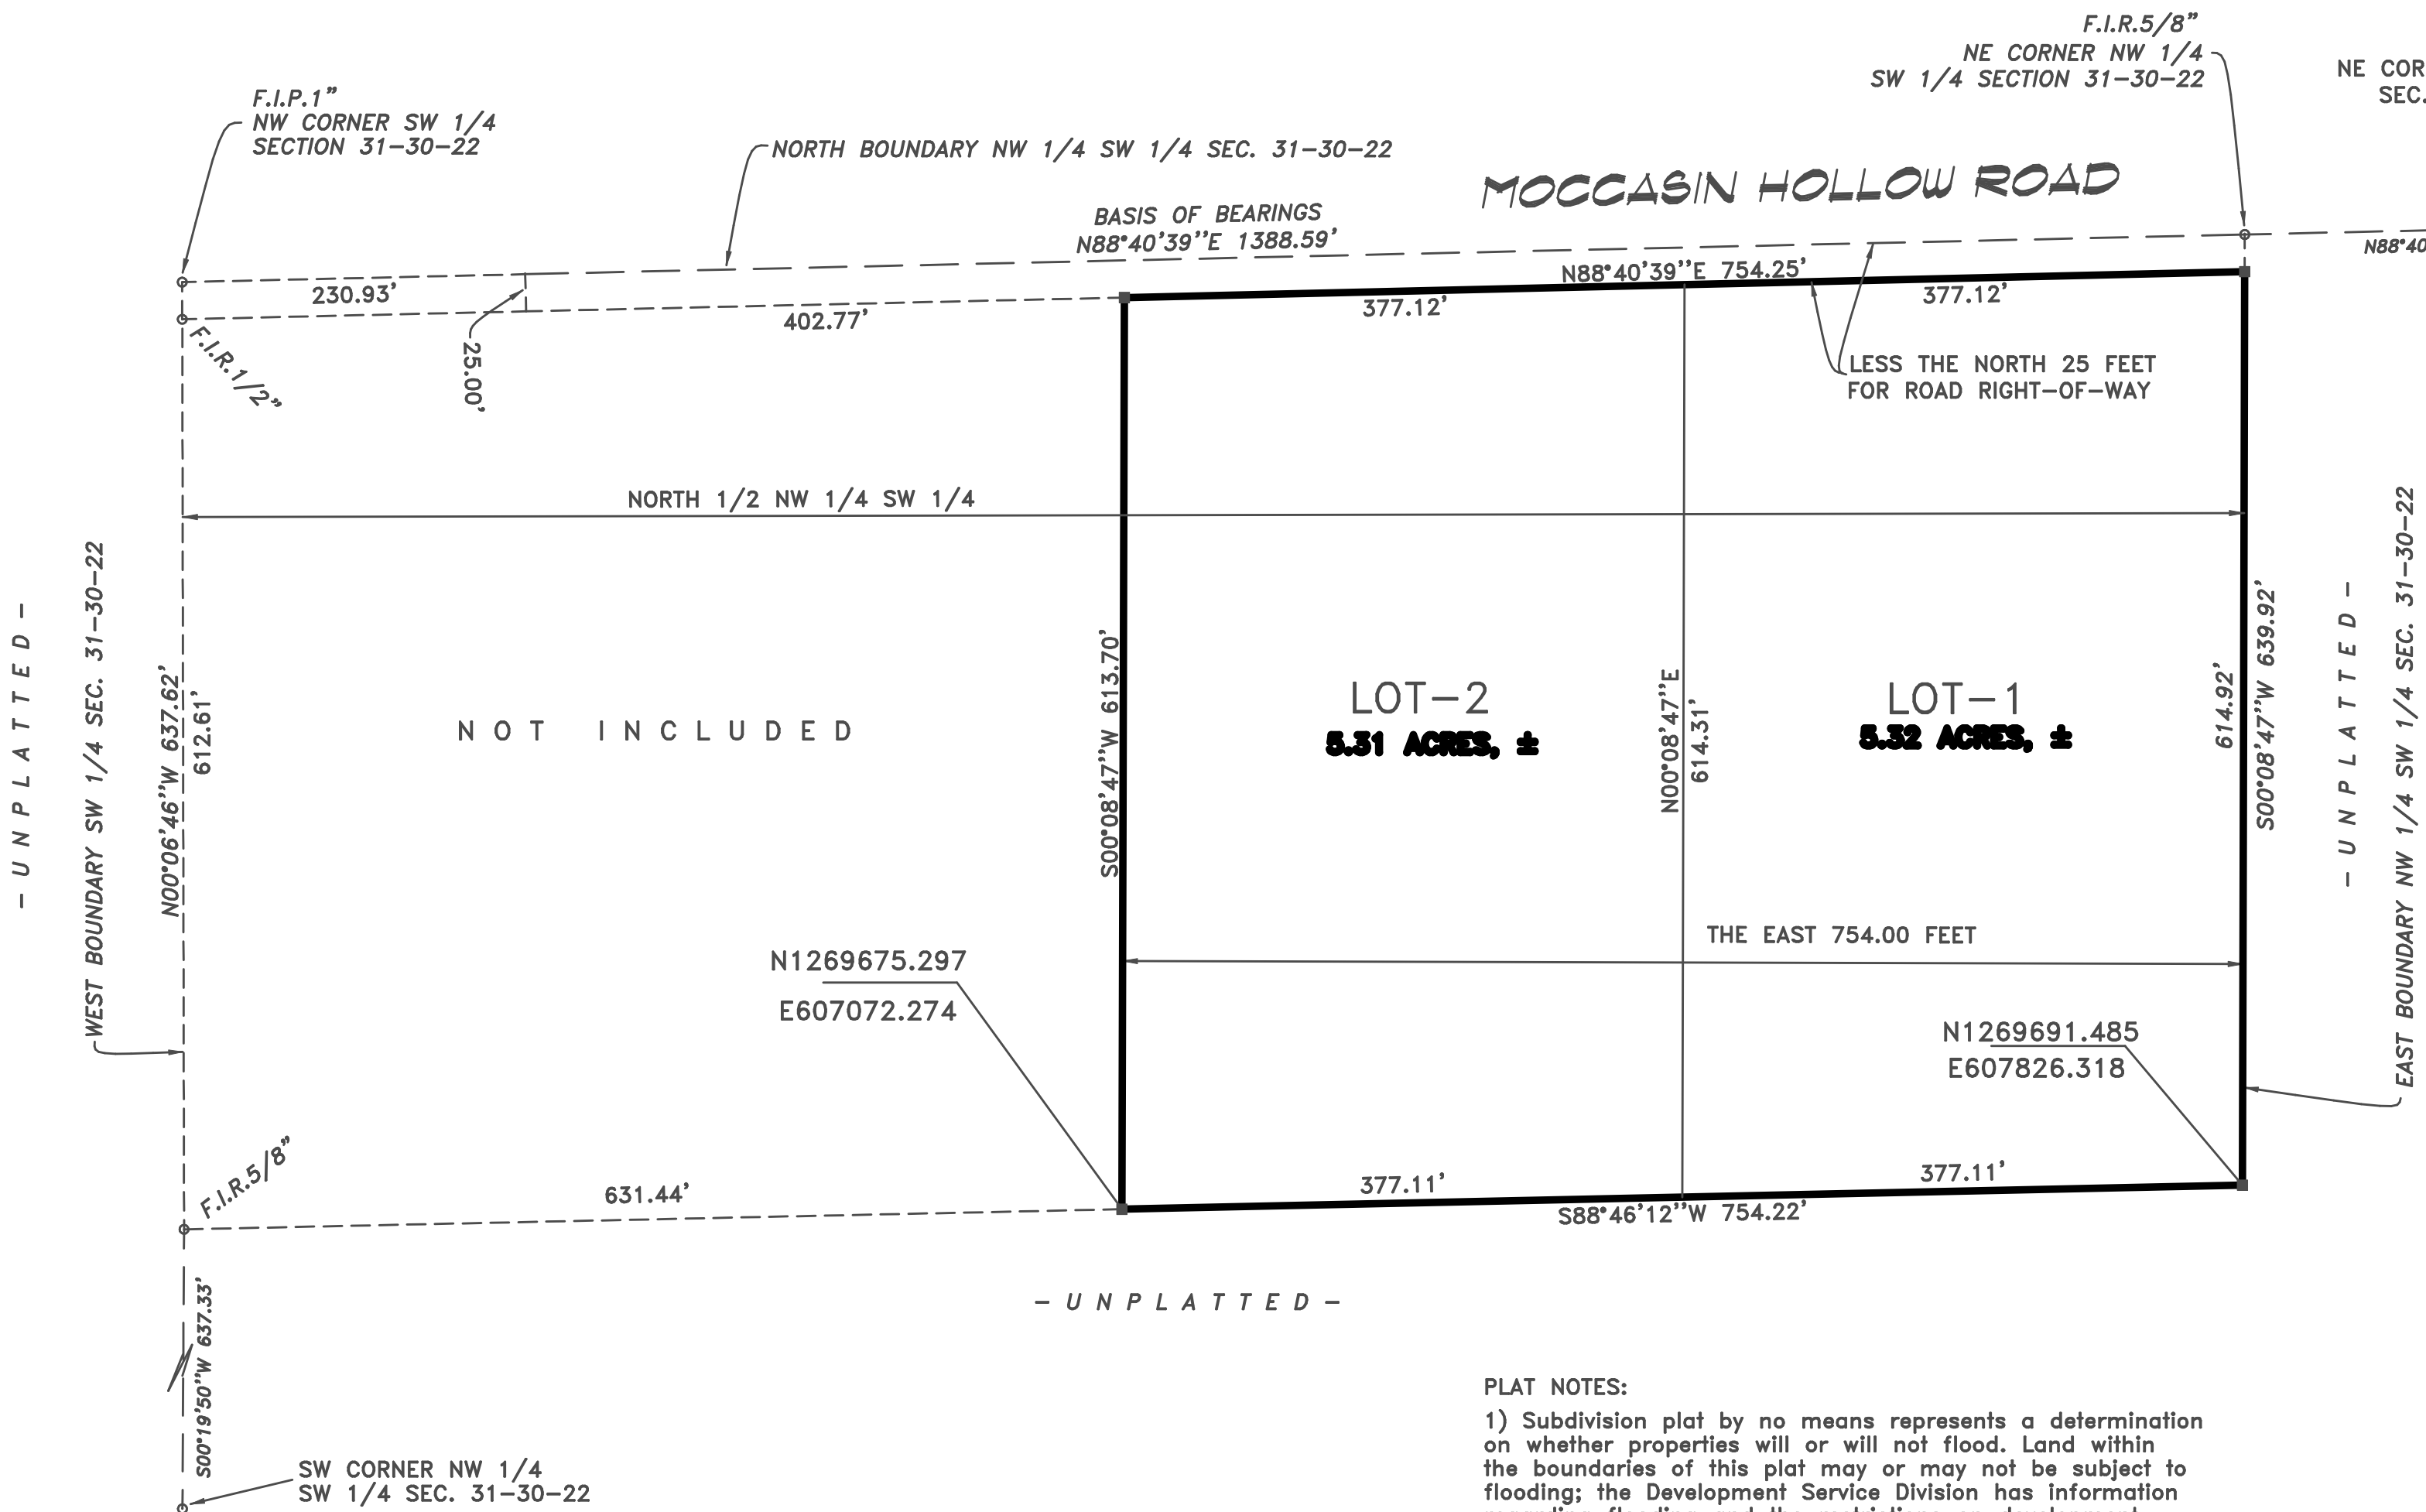 F.I.R.5/8"
NE CORNER NW 1/4
SW 1/4 SECTION 31-30-22
NE COR
SEC.
F.I.P.1"
NW CORNER SW 1/4
SECTION 31-30-22
NORTH BOUNDARY NW 1/4 SW 1/4 SEC. 31-30-22
MOCCASIN HOLLOW ROAD
BASIS OF BEARINGS
N88°40'39"E 1388.59'
N88°40
N88°40'39"E 754.25'
230.93'
402.77'
377.12'
377.12'
F.I.R.1/2"
25.00'
LESS THE NORTH 25 FEET
FOR ROAD RIGHT-OF-WAY
NORTH 1/2 NW 1/4 SW 1/4
- U N P L A T T E D -
WEST BOUNDARY SW 1/4 SEC. 31-30-22
N00°06'46"W 637.62'
612.61'
N O T I N C L U D E D
S00°08'47"W 613.70'
LOT-2
5.31 ACRES, ±
N00°08'47"E
614.31'
LOT-1
5.32 ACRES, ±
614.92'
S00°08'47"W 639.92'
- U N P L A T T E D -
EAST BOUNDARY NW 1/4 SW 1/4 SEC. 31-30-22
THE EAST 754.00 FEET
N1269675.297
E607072.274
N1269691.485
E607826.318
F.I.R.5/8"
631.44'
377.11'
377.11'
S88°46'12"W 754.22'
- U N P L A T T E D -
S00°19'50"W 637.33'
SW CORNER NW 1/4
SW 1/4 SEC. 31-30-22
PLAT NOTES:
1) Subdivision plat by no means represents a determination
on whether properties will or will not flood. Land within
the boundaries of this plat may or may not be subject to
flooding; the Development Service Division has information
regarding flooding and the restrictions on development.